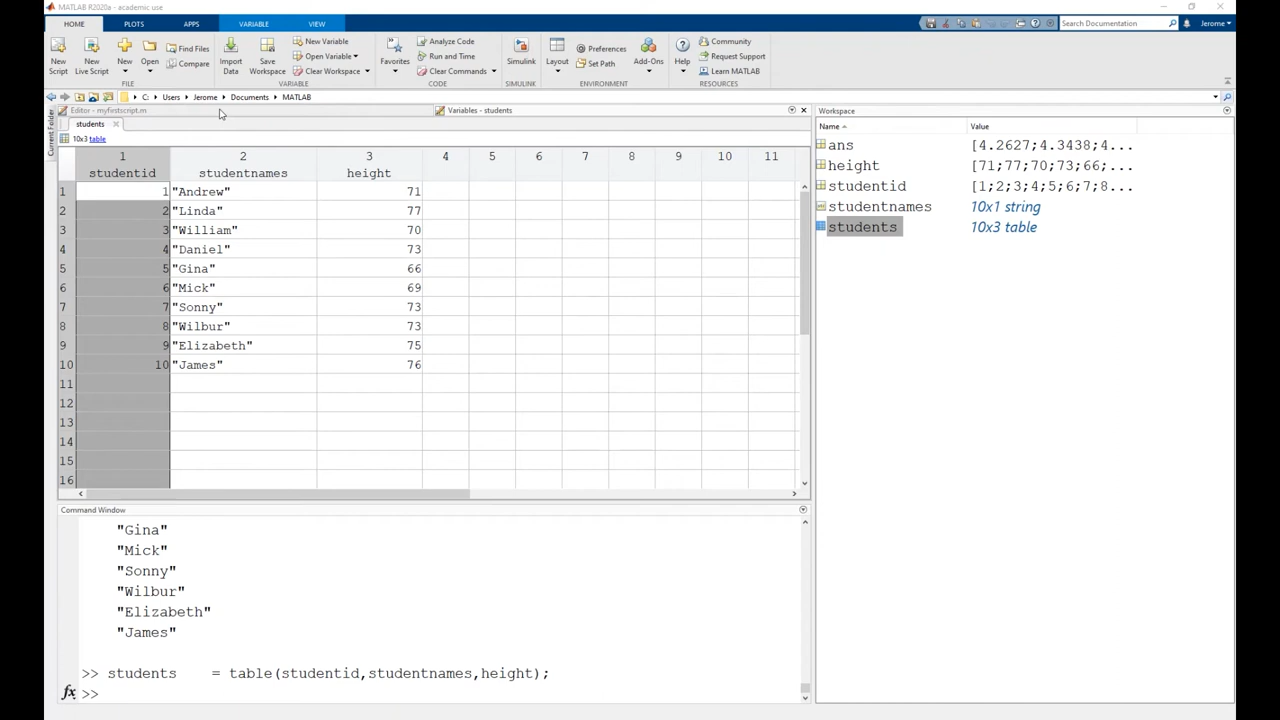 MATLAB R2020a - academic use
HOME PLOTS APPS VARIABLE VIEW Search Documentation Jerome
New Script
New Live Script
New
Open
Find Files
Compare
Import Data
Save Workspace
New Variable
Open Variable
Clear Workspace
Favorites
Analyze Code
Run and Time
Clear Commands
Simulink
Layout
Preferences
Set Path
Add-Ons
Help
Community
Request Support
Learn MATLAB
FILE VARIABLE CODE SIMULINK ENVIRONMENT RESOURCES
C: Users Jerome Documents MATLAB
Current Folder
Editor - myfirstscript.m
Variables - students
students
10x3 table
1 2 3 4 5 6 7 8 9 10 11
studentid studentnames height
1 1 "Andrew" 71
2 2 "Linda" 77
3 3 "William" 70
4 4 "Daniel" 73
5 5 "Gina" 66
6 6 "Mick" 69
7 7 "Sonny" 73
8 8 "Wilbur" 73
9 9 "Elizabeth" 75
10 10 "James" 76
11
12
13
14
15
16
Command Window
"Gina"
"Mick"
"Sonny"
"Wilbur"
"Elizabeth"
"James"
>> students = table(studentid,studentnames,height);
fx >>
Workspace
Name Value
ans [4.2627;4.3438;4...
height [71;77;70;73;66;...
studentid [1;2;3;4;5;6;7;8...
studentnames 10x1 string
students 10x3 table